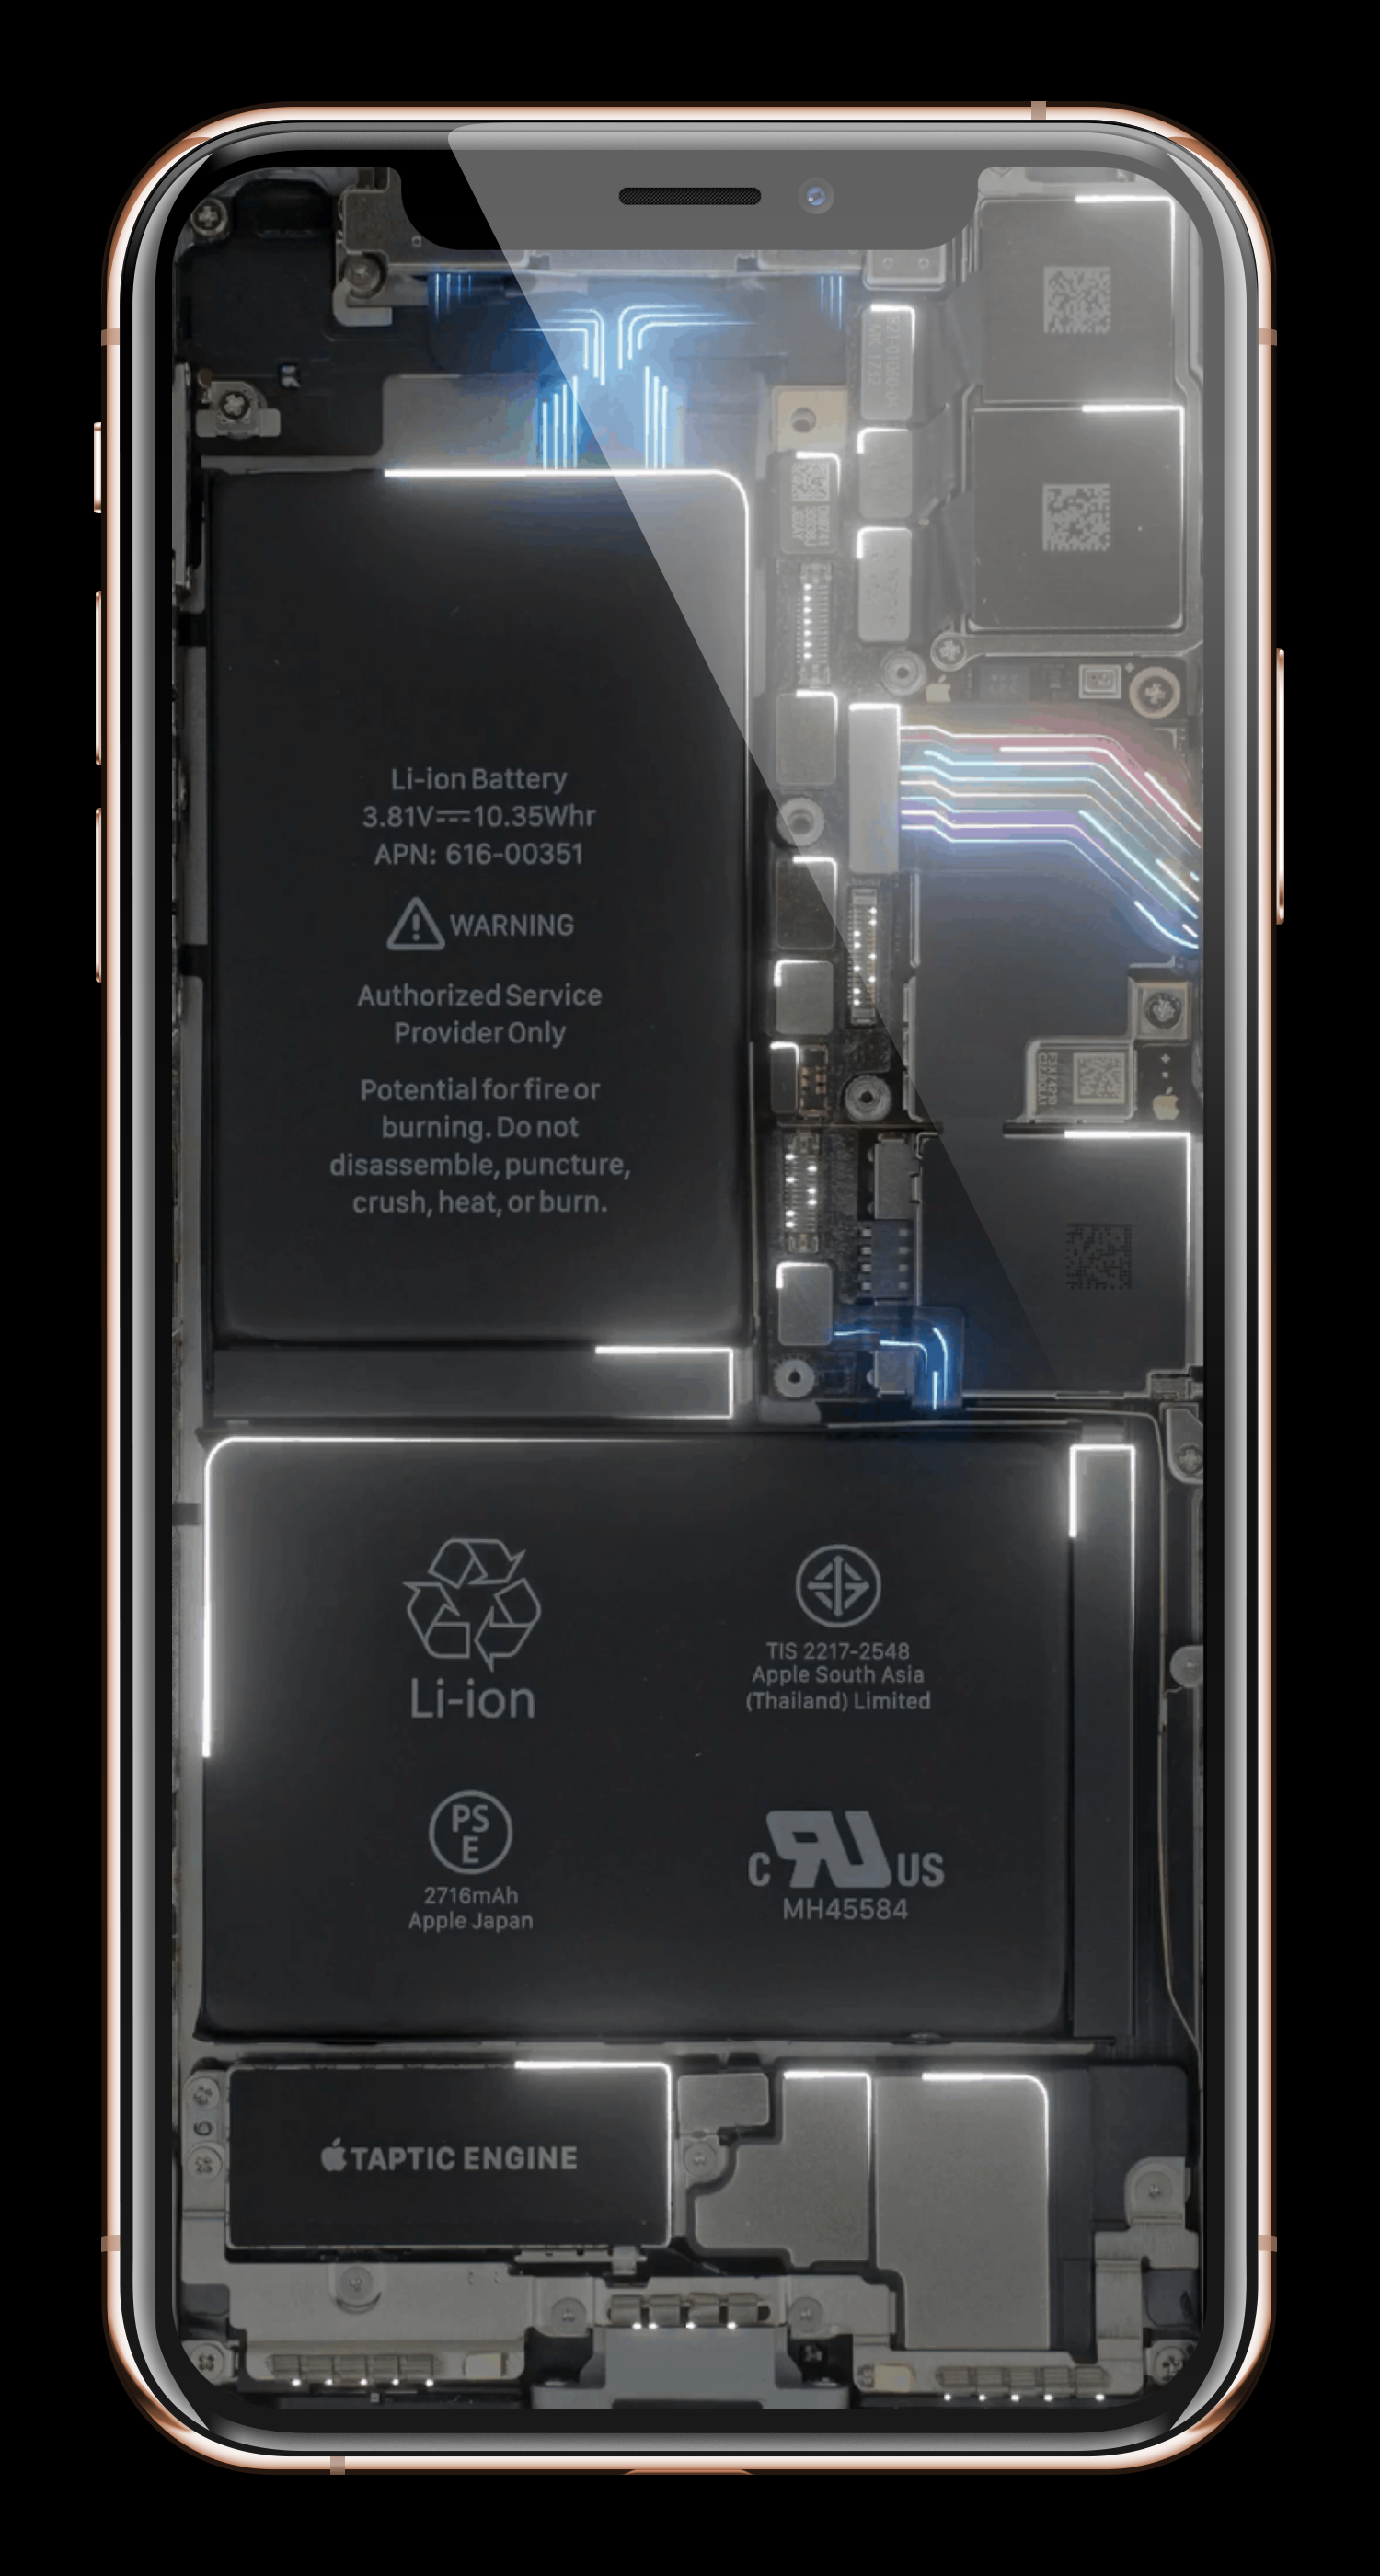 Li-ion Battery
3.81V⎓10.35Whr
APN: 616-00351
WARNING
Authorized Service
Provider Only
Potential for fire or
burning. Do not
disassemble, puncture,
crush, heat, or burn.
Li-ion
TIS 2217-2548
Apple South Asia
(Thailand) Limited
PS
E
2716mAh
Apple Japan
C RU US
MH45584
TAPTIC ENGINE